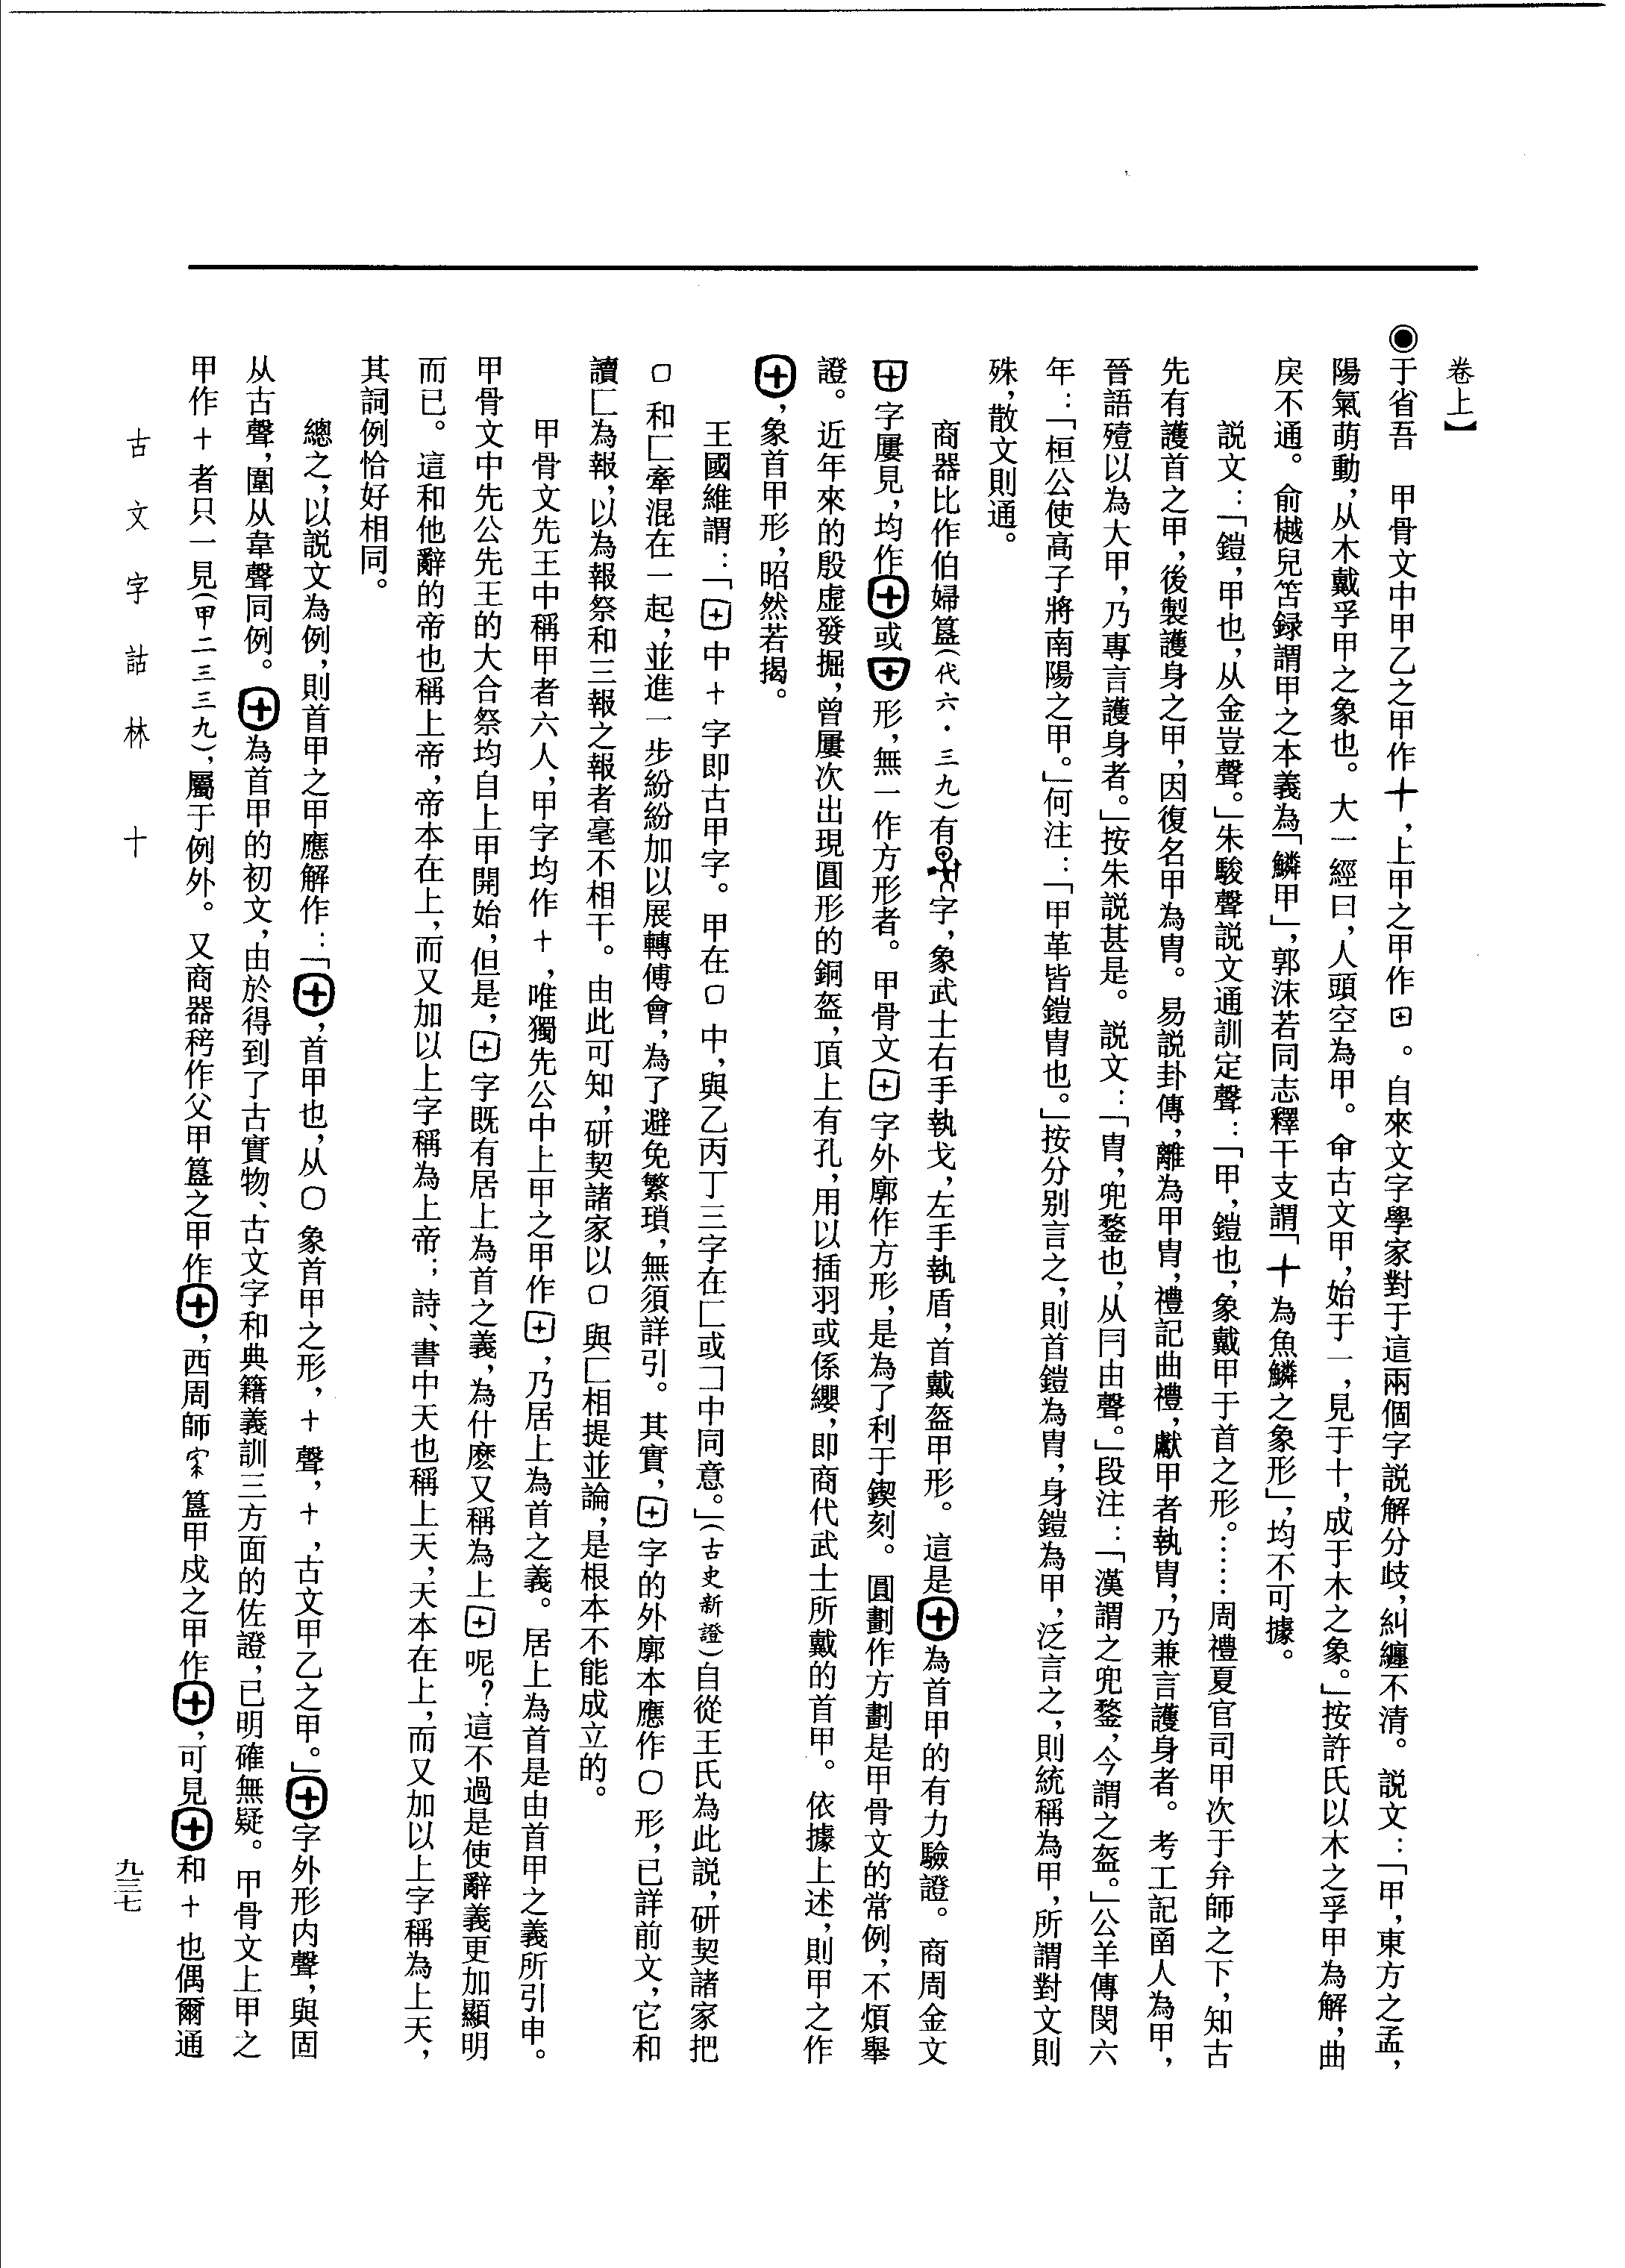 卷上】
◉于省吾　甲骨文中甲乙之甲作十，上甲之甲作田。自來文字學家對于這兩個字説解分歧，糾纏不清。説文：「甲，東方之孟，
陽氣萌動，从木戴孚甲之象也。大一經曰，人頭空為甲。古文甲，始于一，見于十，成于木之象。」按許氏以木之孚甲為解，曲
戾不通。俞樾兒笘録謂甲之本義為「鱗甲」，郭沫若同志釋干支謂「十為魚鱗之象形」，均不可據。
説文：「鎧，甲也，从金豈聲。」朱駿聲説文通訓定聲：「甲，鎧也，象戴甲于首之形。……周禮夏官司甲次于弁師之下，知古
先有護首之甲，後製護身之甲，因復名甲為冑。易説卦傳，離為甲冑，禮記曲禮，獻甲者執冑，乃兼言護身者。考工記函人為甲，
晉語殪以為大甲，乃專言護身者。」按朱説甚是。説文：「冑，兜鍪也，从冃由聲。」段注：「漢謂之兜鍪，今謂之盔。」公羊傳閔六
年：「桓公使高子將南陽之甲。」何注：「甲革皆鎧冑也。」按分别言之，則首鎧為冑，身鎧為甲，泛言之，則統稱為甲，所謂對文則
殊，散文則通。
商器比作伯婦簋（代六·三九）有字，象武士右手執戈，左手執盾，首戴盔甲形。這是為首甲的有力驗證。商周金文
字屢見，均作或形，無一作方形者。甲骨文字外廓作方形，是為了利于鍥刻。圓劃作方劃是甲骨文的常例，不煩舉
證。近年來的殷虚發掘，曾屢次出現圓形的銅盔，頂上有孔，用以插羽或係纓，即商代武士所戴的首甲。依據上述，則甲之作
，象首甲形，昭然若揭。
王國維謂：「中十字即古甲字。甲在口中，與乙丙丁三字在匚或コ中同意。」（古史新證）自從王氏為此説，研契諸家把
口和匚牽混在一起，並進一步紛紛加以展轉傅會，為了避免繁瑣，無須詳引。其實，字的外廓本應作〇形，已詳前文，它和
讀匚為報，以為報祭和三報之報者毫不相干。由此可知，研契諸家以口與匚相提並論，是根本不能成立的。
甲骨文先王中稱甲者六人，甲字均作十，唯獨先公中上甲之甲作，乃居上為首之義。居上為首是由首甲之義所引申。
甲骨文中先公先王的大合祭均自上甲開始，但是，字既有居上為首之義，為什麽又稱為上呢？這不過是使辭義更加顯明
而已。這和他辭的帝也稱上帝，帝本在上，而又加以上字稱為上帝；詩、書中天也稱上天，天本在上，而又加以上字稱為上天，
其詞例恰好相同。
總之，以説文為例，則首甲之甲應解作：「，首甲也，从〇象首甲之形，十聲，十，古文甲乙之甲。」字外形内聲，與固
从古聲，圍从韋聲同例。為首甲的初文，由於得到了古實物、古文字和典籍義訓三方面的佐證，已明確無疑。甲骨文上甲之
甲作十者只一見（甲二三三九），屬于例外。又商器作父甲簋之甲作，西周師簋甲戍之甲作，可見和十也偶爾通
古文字詁林　十
九三七